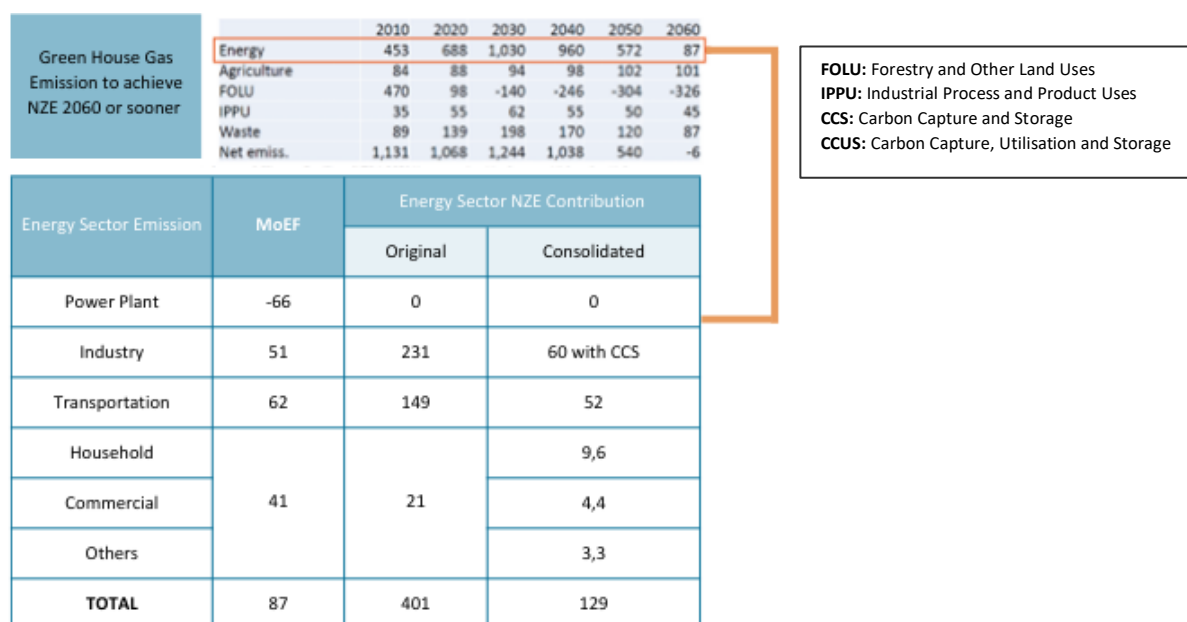 Green House Gas
Emission to achieve
NZE 2060 or sooner
2010 2020 2030 2040 2050 2060
Energy 453 688 1,030 960 572 87
Agriculture 84 88 94 98 102 101
FOLU 470 98 -140 -246 -304 -326
IPPU 35 55 62 55 50 45
Waste 89 139 198 170 120 87
Net emiss. 1,131 1,068 1,244 1,038 540 -6
FOLU: Forestry and Other Land Uses
IPPU: Industrial Process and Product Uses
CCS: Carbon Capture and Storage
CCUS: Carbon Capture, Utilisation and Storage
Energy Sector Emission MoEF Energy Sector NZE Contribution
Original Consolidated
Power Plant -66 0 0
Industry 51 231 60 with CCS
Transportation 62 149 52
Household 9,6
Commercial 41 21 4,4
Others 3,3
TOTAL 87 401 129